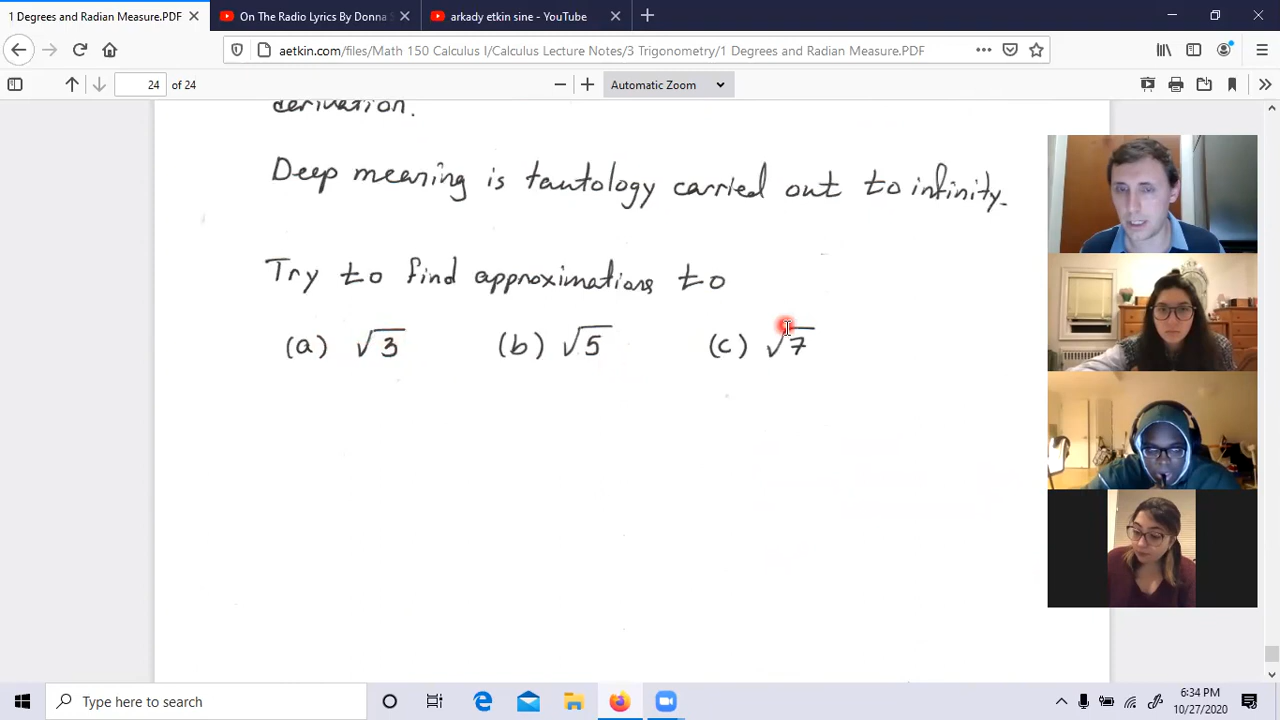 1 Degrees and Radian Measure.PDF
On The Radio Lyrics By Donna
arkady etkin sine - YouTube
aetkin.com/files/Math 150 Calculus I/Calculus Lecture Notes/3 Trigonometry/1 Degrees and Radian Measure.PDF
24 of 24
Automatic Zoom
derivation.
Deep meaning is tautology carried out to infinity.
Try to find approximations to
(a) √3 (b) √5 (c) √7
Type here to search
6:34 PM
10/27/2020